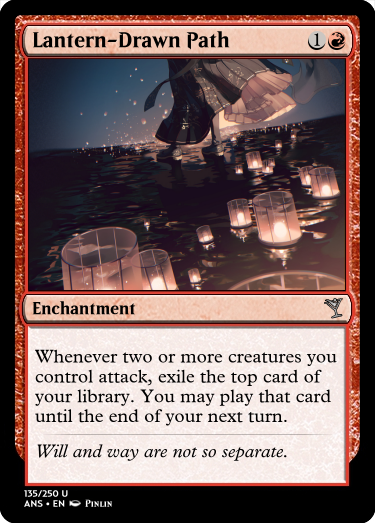 Lantern-Drawn Path 1
Enchantment
Whenever two or more creatures you
control attack, exile the top card of
your library. You may play that card
until the end of your next turn.
Will and way are not so separate.
135/250 U
ANS • EN Pinlin